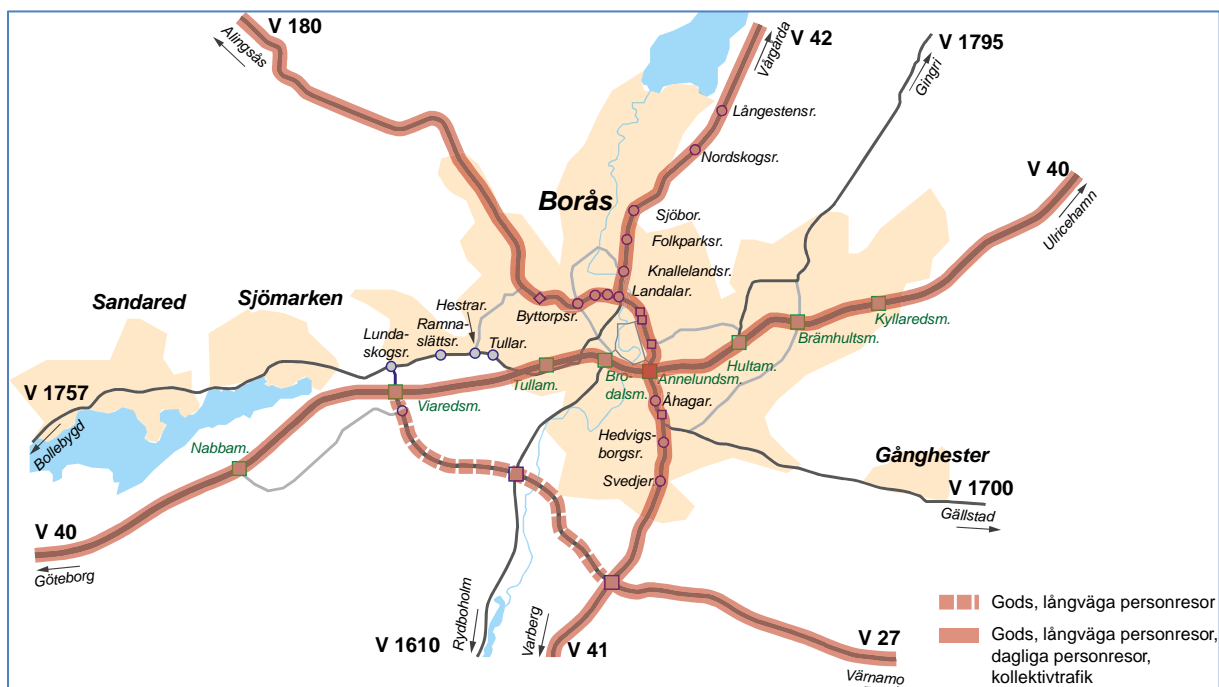 V 180
Alingsås
V 42
Vårgårda
V 1795
Gingri
Långestensr.
Nordskogsr.
V 40
Ulricehamn
Borås
Sjöbor.
Folkparksr.
Knallelandsr.
Landalar.
Sandared
Sjömarken
Hestrar.
Byttorpsr.
Lunda-
skogsr.
Ramna-
slättsr.
Tullar.
Kyllaredsm.
Brämhultsm.
Hultam.
V 1757
Bollebygd
Viaredsm.
Tullam.
Bro-
dalsm.
Annelundsm.
Åhagar.
Nabbam.
Hedvigs-
borgsr.
Svedjer.
Gånghester
V 1700
Gällstad
V 40
Göteborg
Rydboholm
V 1610
Varberg
V 41
V 27
Värnamo
Gods, långväga personresor
Gods, långväga personresor,
dagliga personresor,
kollektivtrafik